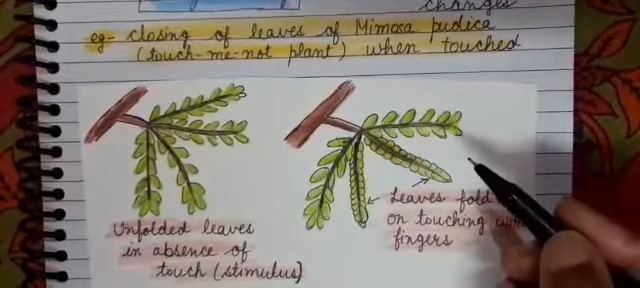 changes
eg- closing of leaves of Mimosa pudica
(touch-me-not plant) when touched
Unfolded leaves
in absence of
touch (stimulus)
Leaves fold
on touching with
fingers